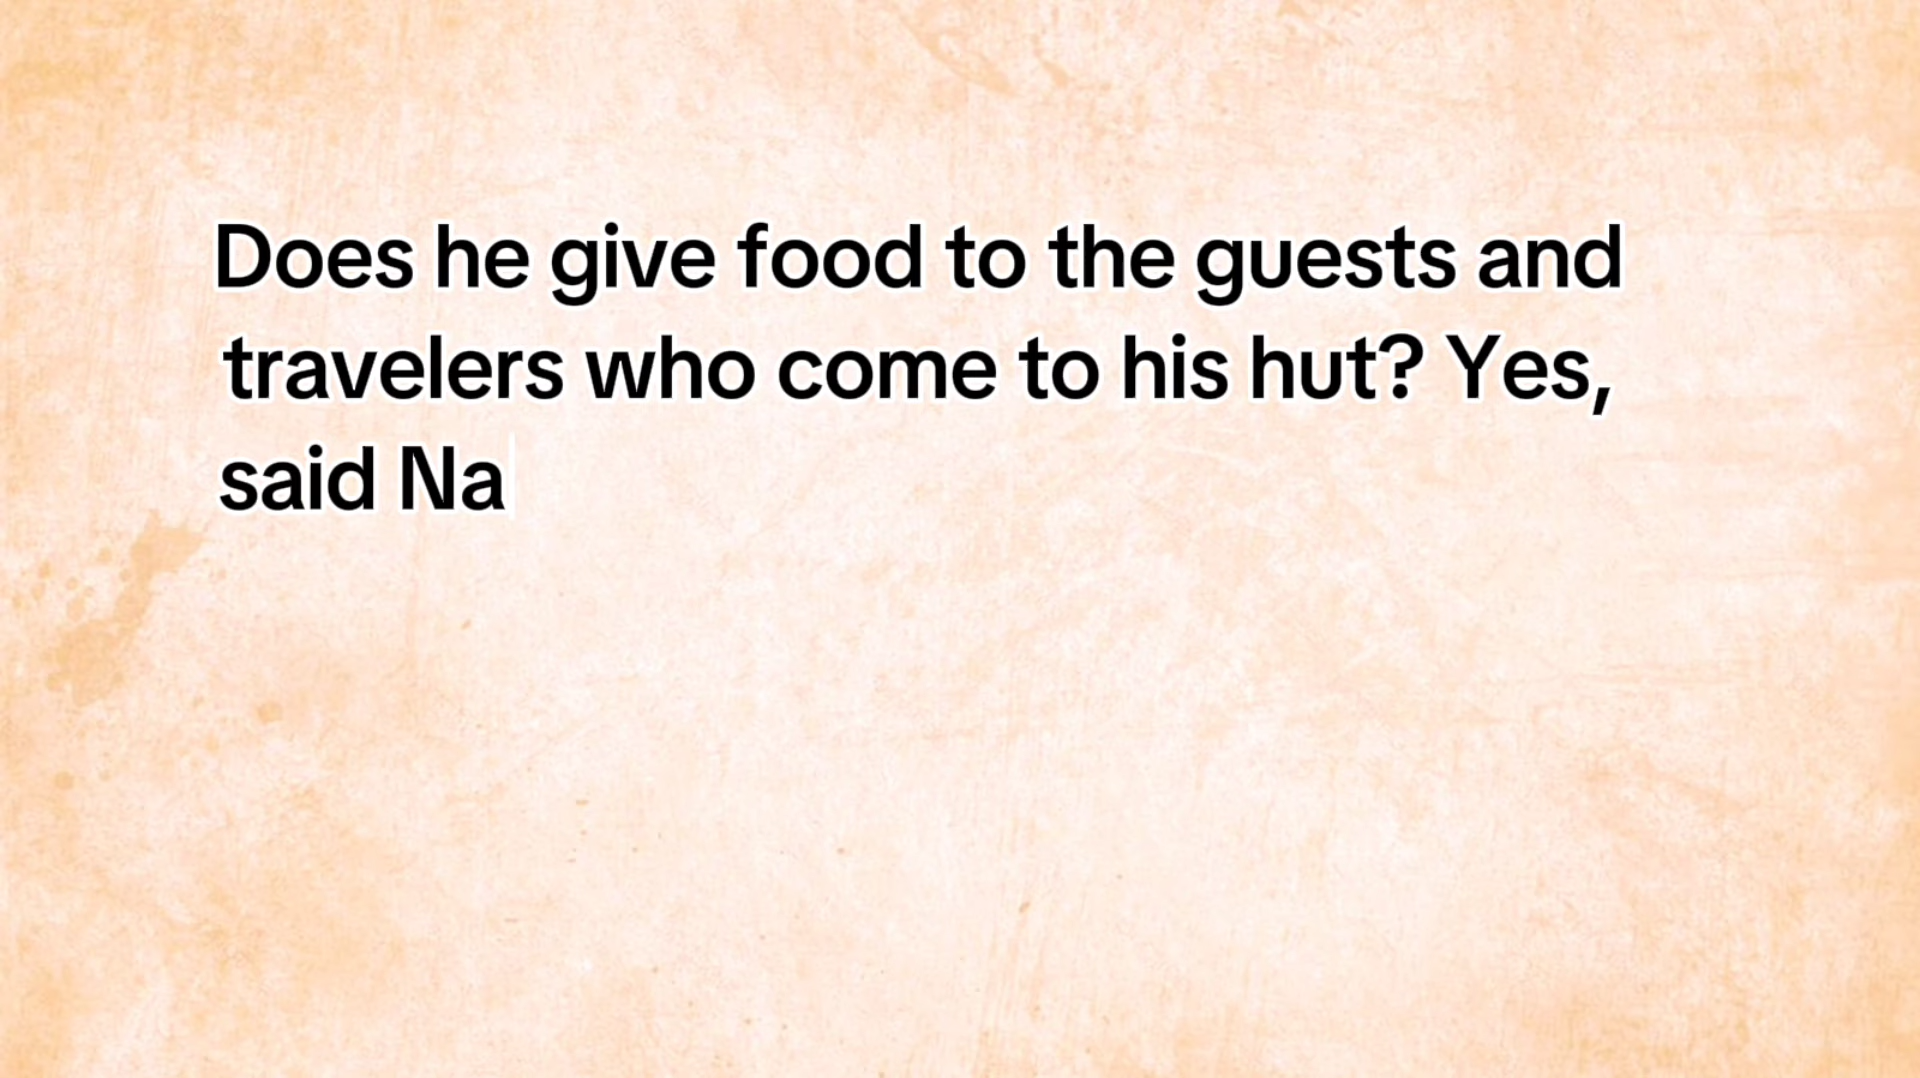 Does he give food to the guests and
travelers who come to his hut? Yes,
said Na